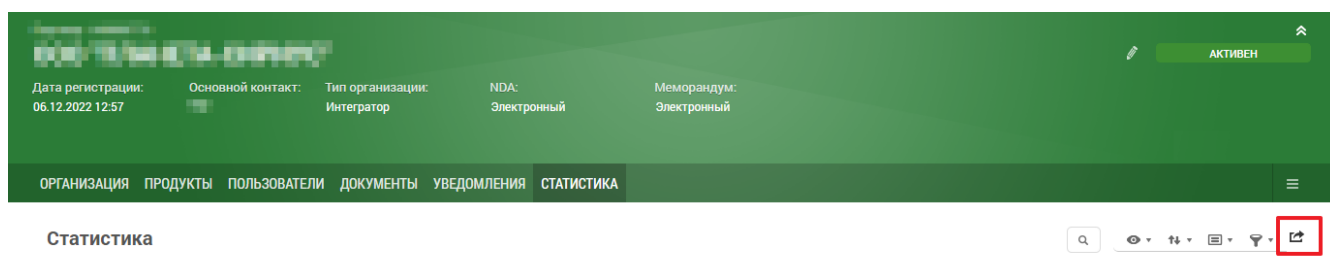 АКТИВЕН
Дата регистрации: Основной контакт: Тип организации: NDA: Меморандум:
06.12.2022 12:57 Интегратор Электронный Электронный
ОРГАНИЗАЦИЯ ПРОДУКТЫ ПОЛЬЗОВАТЕЛИ ДОКУМЕНТЫ УВЕДОМЛЕНИЯ СТАТИСТИКА
Статистика